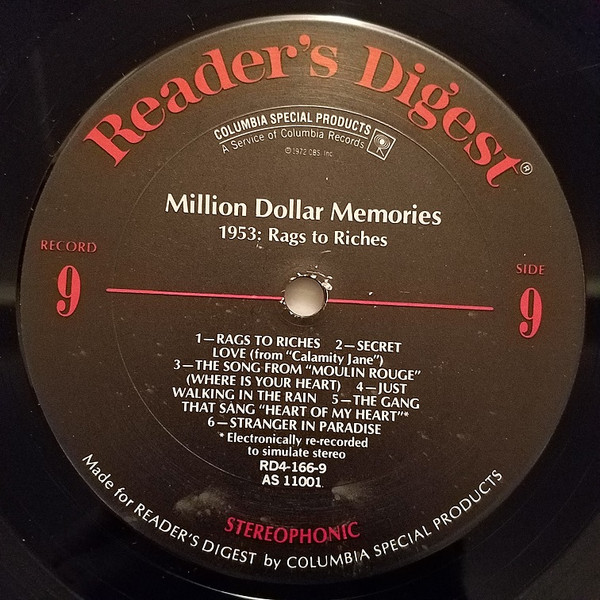 Reader's Digest®
COLUMBIA SPECIAL PRODUCTS
A Service of Columbia Records
© 1972 CBS, Inc.
Million Dollar Memories
1953: Rags to Riches
RECORD
9
SIDE
9
1—RAGS TO RICHES 2—SECRET
LOVE (from "Calamity Jane")
3—THE SONG FROM "MOULIN ROUGE"
(WHERE IS YOUR HEART) 4—JUST
WALKING IN THE RAIN 5—THE GANG
THAT SANG "HEART OF MY HEART"*
6—STRANGER IN PARADISE
*Electronically re-recorded
to simulate stereo
RD4-166-9
AS 11001
STEREOPHONIC
Made for READER'S DIGEST by COLUMBIA SPECIAL PRODUCTS